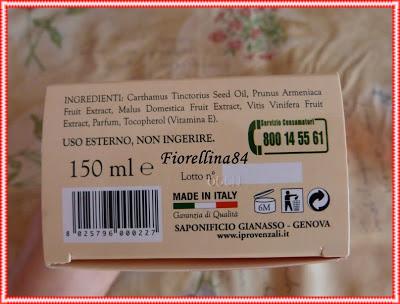 INGREDIENTI: Carthamus Tinctorius Seed Oil, Prunus Armeniaca
Fruit Extract, Malus Domestica Fruit Extract, Vitis Vinifera Fruit
Extract, Parfum, Tocopherol (Vitamina E).
Servizio Consumatori
800 14 55 61
USO ESTERNO, NON INGERIRE.
150 ml e
Fiorellina84
Lotto n°
MADE IN ITALY
Garanzia di Qualità
6M
8 025796 000227
SAPONIFICIO GIANASSO - GENOVA
www.iprovenzali.it